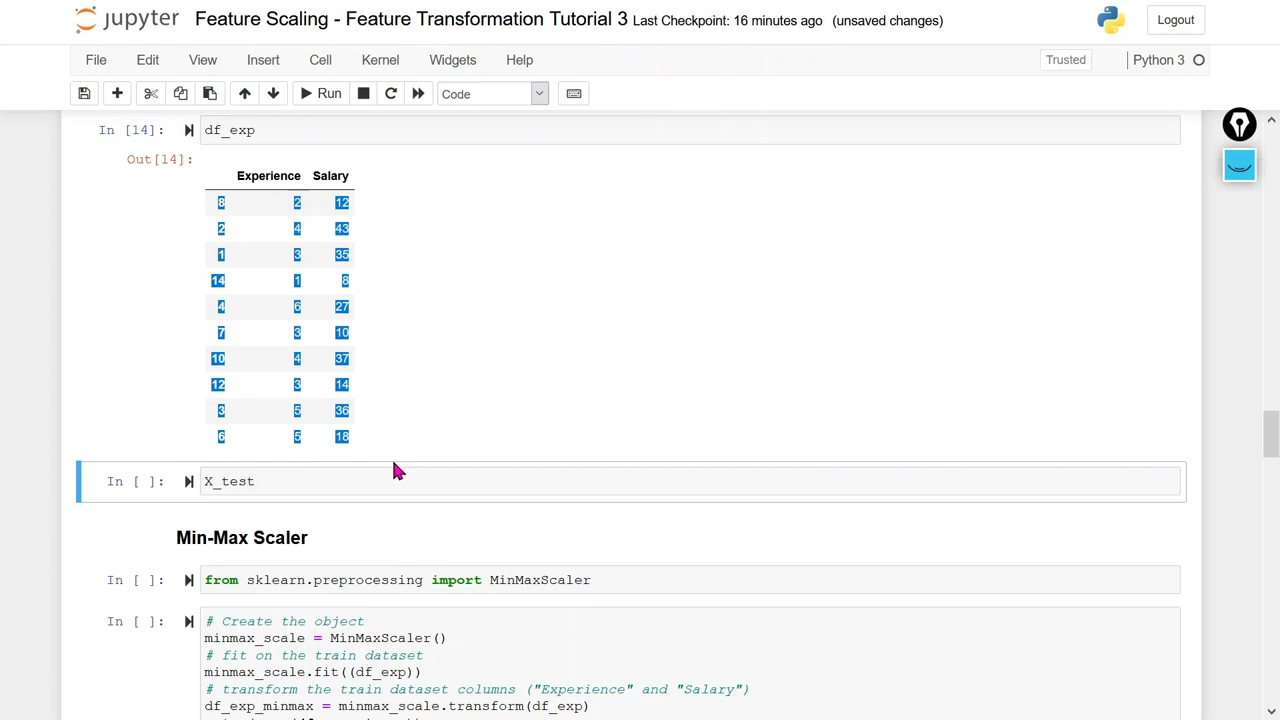 jupyter Feature Scaling - Feature Transformation Tutorial 3 Last Checkpoint: 16 minutes ago (unsaved changes) Logout
File Edit View Insert Cell Kernel Widgets Help Trusted Python 3
Run Code
In [14]: df_exp
Out[14]:
Experience Salary
8 2 12
2 4 43
1 3 35
14 1 8
4 6 27
7 3 10
10 4 37
12 3 14
3 5 36
6 5 18
In [ ]: X_test
Min-Max Scaler
In [ ]: from sklearn.preprocessing import MinMaxScaler
In [ ]: # Create the object
minmax_scale = MinMaxScaler()
# fit on the train dataset
minmax_scale.fit((df_exp))
# transform the train dataset columns ("Experience" and "Salary")
df_exp_minmax = minmax_scale.transform(df_exp)